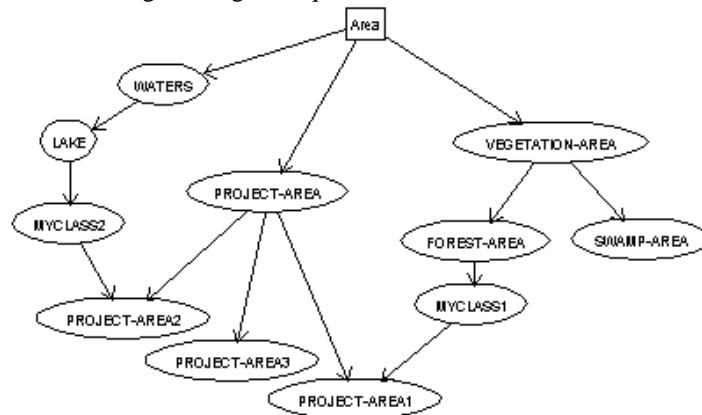 Area
WATERS
LAKE
VEGETATION-AREA
PROJECT-AREA
MYCLASS2
FOREST-AREA
SWAMP-AREA
MYCLASS1
PROJECT-AREA2
PROJECT-AREA3
PROJECT-AREA1